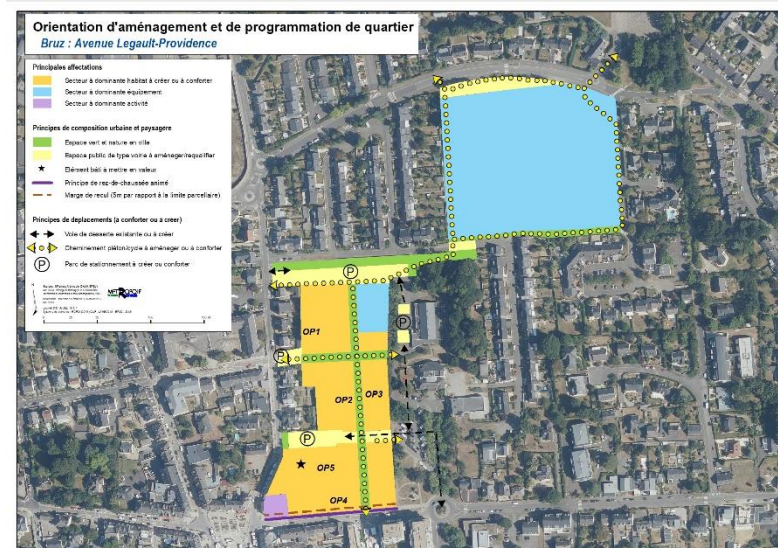 Orientation d'aménagement et de programmation de quartier
Bruz : Avenue Legault-Providence
Principales affectations
Secteur à dominante habitat à créer ou à conforter
Secteur à dominante équipement
Secteur à dominante activité
Principes de composition urbaine et paysagere
Espace vert et nature en ville
Espace public de type voirie à aménager/requalifier
Elément bâti à mettre en valeur
Principe de rez-de-chaussée animé
Marge de recul (5m par rapport à la limite parcellaire)
Principes de deplacements (a conforter ou à créer)
Voie de desserte existante ou à créer
Cheminement piéton/cycle à aménager ou à conforter
P Parc de stationnement à créer ou conforter
P
P
OP1
P
OP2
OP3
P
OP5
OP4